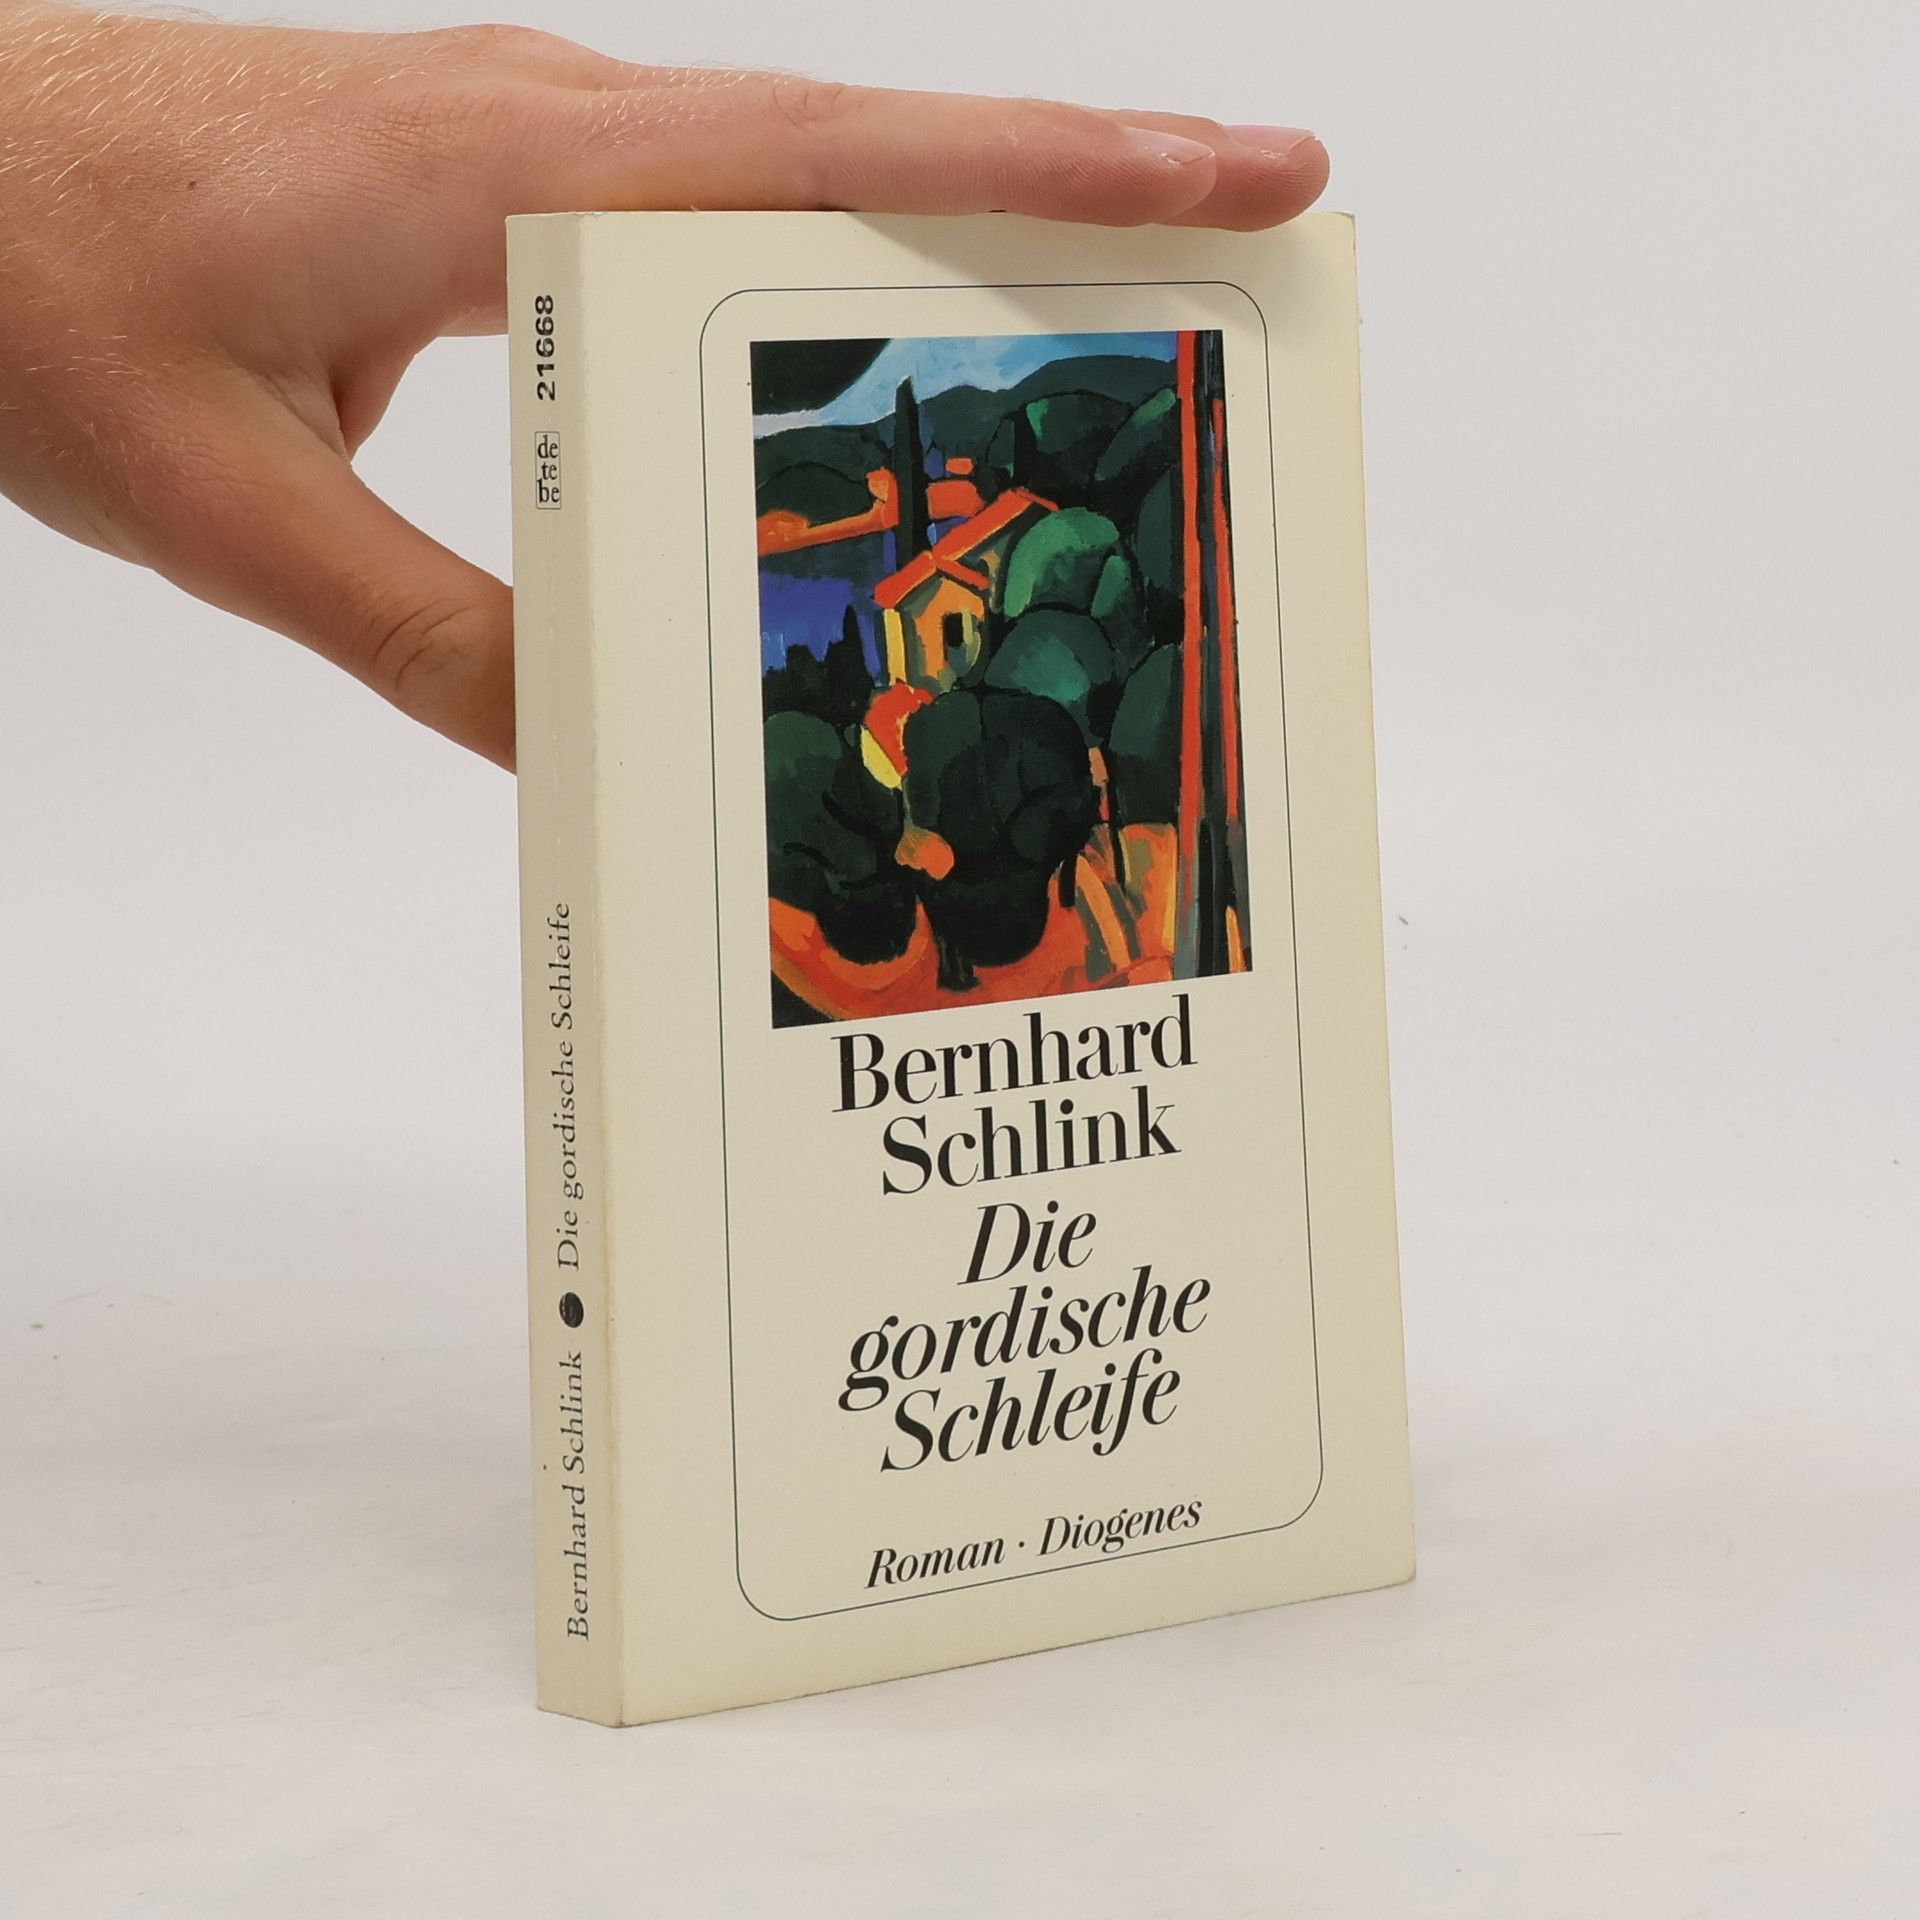 Bernhard
Schlink
Die
gordische
Schleife
Roman · Diogenes
Bernhard Schlink ● Die gordische Schleife
de
te
be
21668